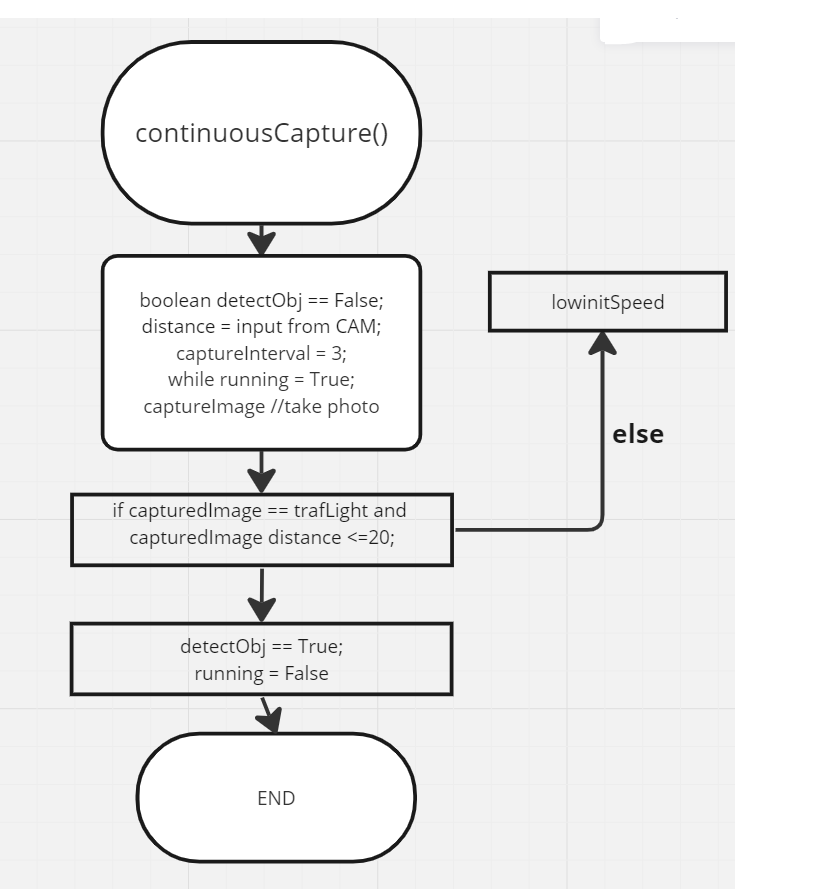 continuousCapture()
boolean detectObj == False;
distance = input from CAM;
captureInterval = 3;
while running = True;
captureImage //take photo
lowinitSpeed
else
if capturedImage == trafLight and
capturedImage distance <=20;
detectObj == True;
running = False
END